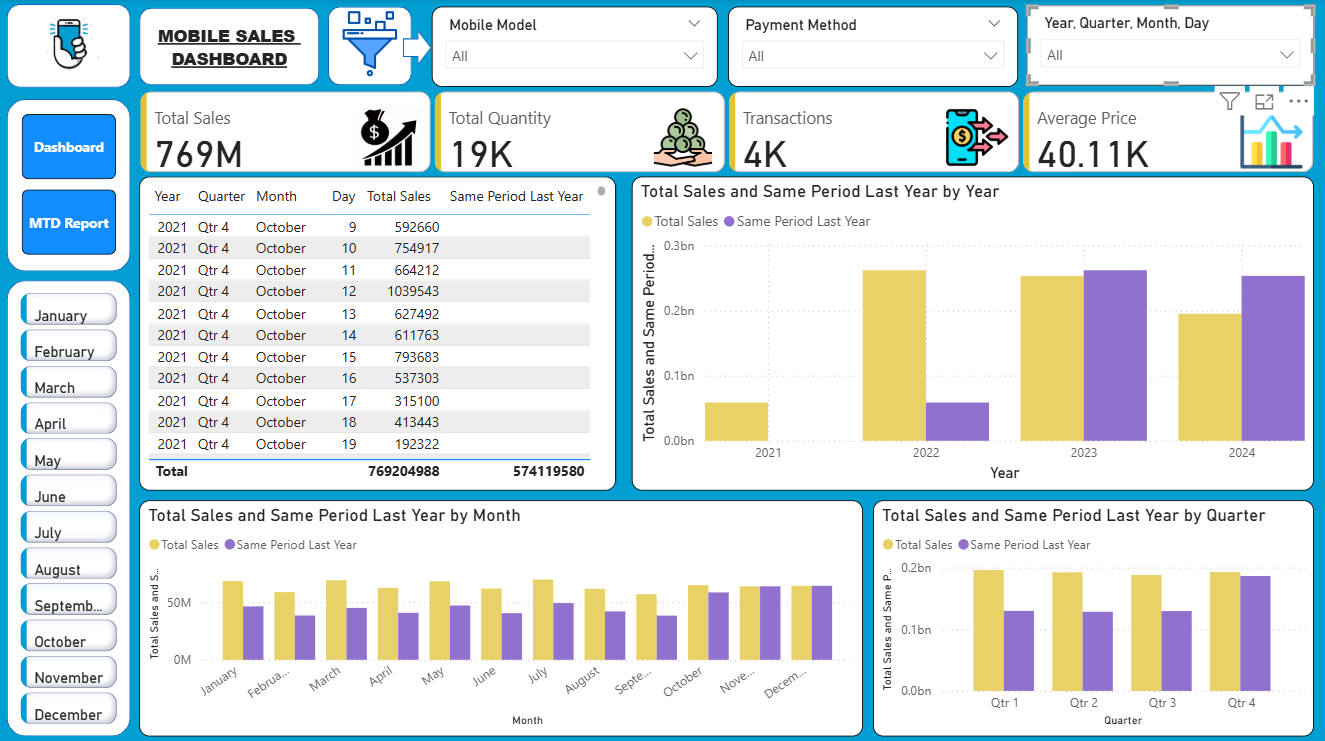 MOBILE SALES
DASHBOARD
Mobile Model
All
Payment Method
All
Year, Quarter, Month, Day
All
Dashboard
MTD Report
January
February
March
April
May
June
July
August
Septemb...
October
November
December
Total Sales
769M
Total Quantity
19K
Transactions
4K
Average Price
40.11K
Year Quarter Month Day Total Sales Same Period Last Year
2021 Qtr 4 October 9 592660
2021 Qtr 4 October 10 754917
2021 Qtr 4 October 11 664212
2021 Qtr 4 October 12 1039543
2021 Qtr 4 October 13 627492
2021 Qtr 4 October 14 611763
2021 Qtr 4 October 15 793683
2021 Qtr 4 October 16 537303
2021 Qtr 4 October 17 315100
2021 Qtr 4 October 18 413443
2021 Qtr 4 October 19 192322
Total 769204988 574119580
Total Sales and Same Period Last Year by Year
Total Sales Same Period Last Year
Total Sales and Same Period...
0.3bn
0.2bn
0.1bn
0.0bn
2021 2022 2023 2024
Year
Total Sales and Same Period Last Year by Month
Total Sales Same Period Last Year
Total Sales and S...
50M
0M
January Februa... March April May June July August Septe... October Nove... Decem...
Month
Total Sales and Same Period Last Year by Quarter
Total Sales Same Period Last Year
Total Sales and Same P...
0.2bn
0.1bn
0.0bn
Qtr 1 Qtr 2 Qtr 3 Qtr 4
Quarter